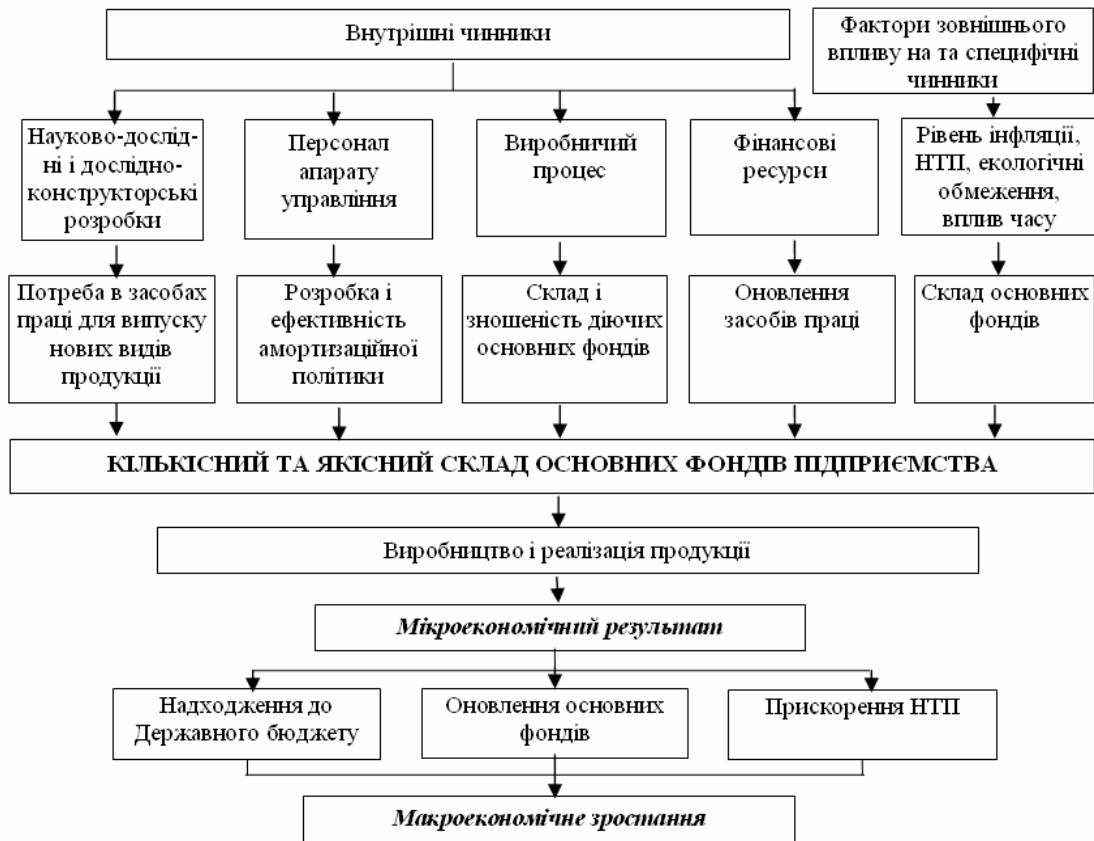 Внутрішні чинники
Фактори зовнішнього
впливу на та специфічні
чинники
Науково-дослід-
ні і дослідно-
конструкторські
розробки
Персонал
апарату
управління
Виробничий
процес
Фінансові
ресурси
Рівень інфляції,
НТП, екологічні
обмеження,
вплив часу
Потреба в засобах
праці для випуску
нових видів
продукції
Розробка і
ефективність
амортизаційної
політики
Склад і
зношеність діючих
основних фондів
Оновлення
засобів праці
Склад основних
фондів
КІЛЬКІСНИЙ ТА ЯКІСНИЙ СКЛАД ОСНОВНИХ ФОНДІВ ПІДПРИЄМСТВА
Виробництво і реалізація продукції
Мікроекономічний результат
Надходження до
Державного бюджету
Оновлення основних
фондів
Прискорення НТП
Макроекономічне зростання